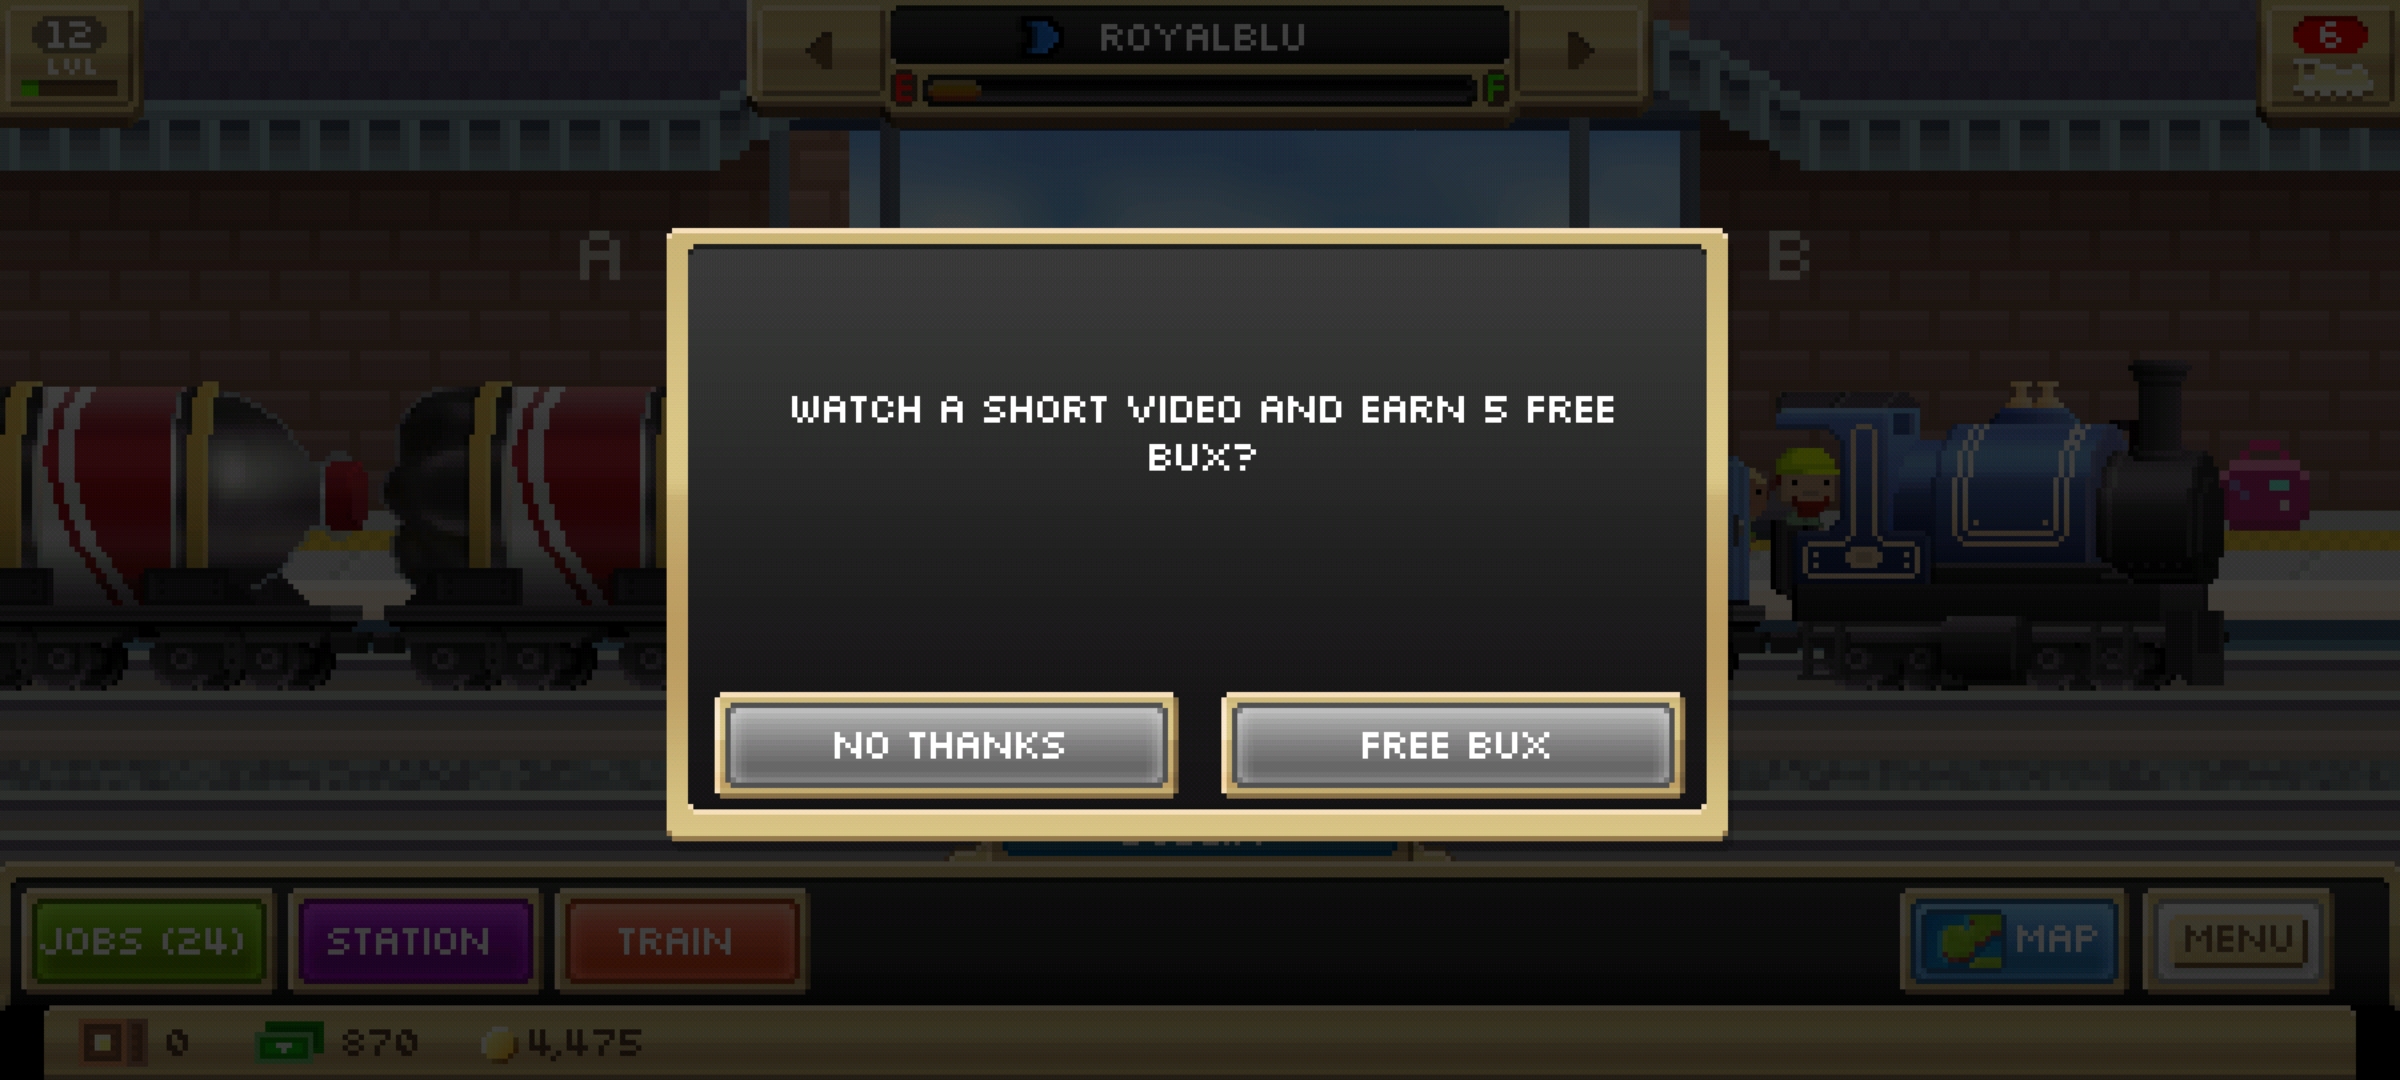 12
LVL
ROYALBLU
E
F
6
A
B
WATCH A SHORT VIDEO AND EARN 5 FREE
BUX?
NO THANKS
FREE BUX
JOBS (24)
STATION
TRAIN
MAP
MENU
0
870
4,475